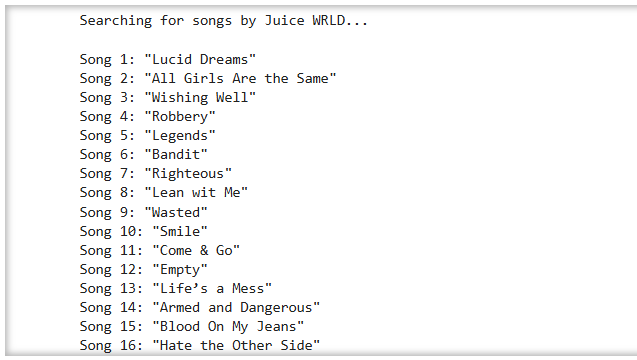 Searching for songs by Juice WRLD...
Song 1: "Lucid Dreams"
Song 2: "All Girls Are the Same"
Song 3: "Wishing Well"
Song 4: "Robbery"
Song 5: "Legends"
Song 6: "Bandit"
Song 7: "Righteous"
Song 8: "Lean wit Me"
Song 9: "Wasted"
Song 10: "Smile"
Song 11: "Come & Go"
Song 12: "Empty"
Song 13: "Life’s a Mess"
Song 14: "Armed and Dangerous"
Song 15: "Blood On My Jeans"
Song 16: "Hate the Other Side"